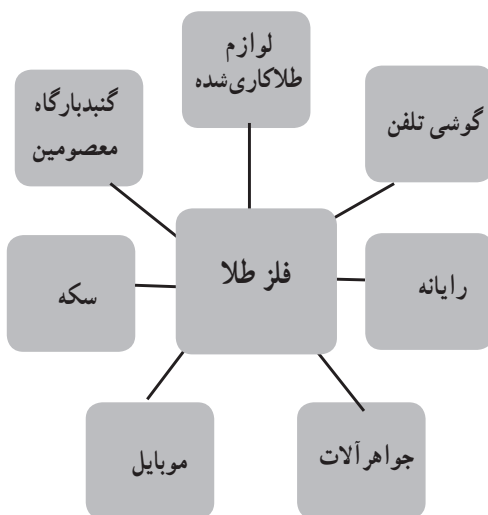 لوازم
طلاکاری‌شده
گوشی تلفن
گنبدبارگاه
معصومین
فلز طلا
رایانه
سکه
جواهرآلات
موبایل